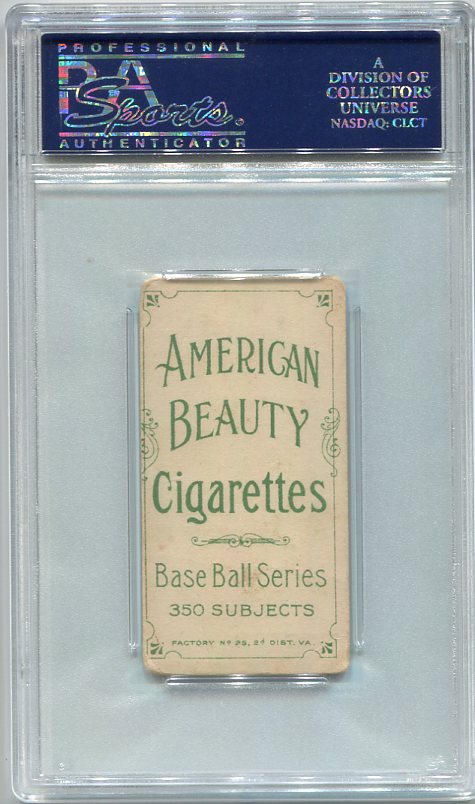 PROFESSIONAL
PSA
Sports.
AUTHENTICATOR
A
DIVISION OF
COLLECTORS
UNIVERSE
NASDAQ: CLCT
AMERICAN
BEAUTY
Cigarettes
Base Ball Series
350 SUBJECTS
FACTORY Nº 25, 2d DIST. VA.